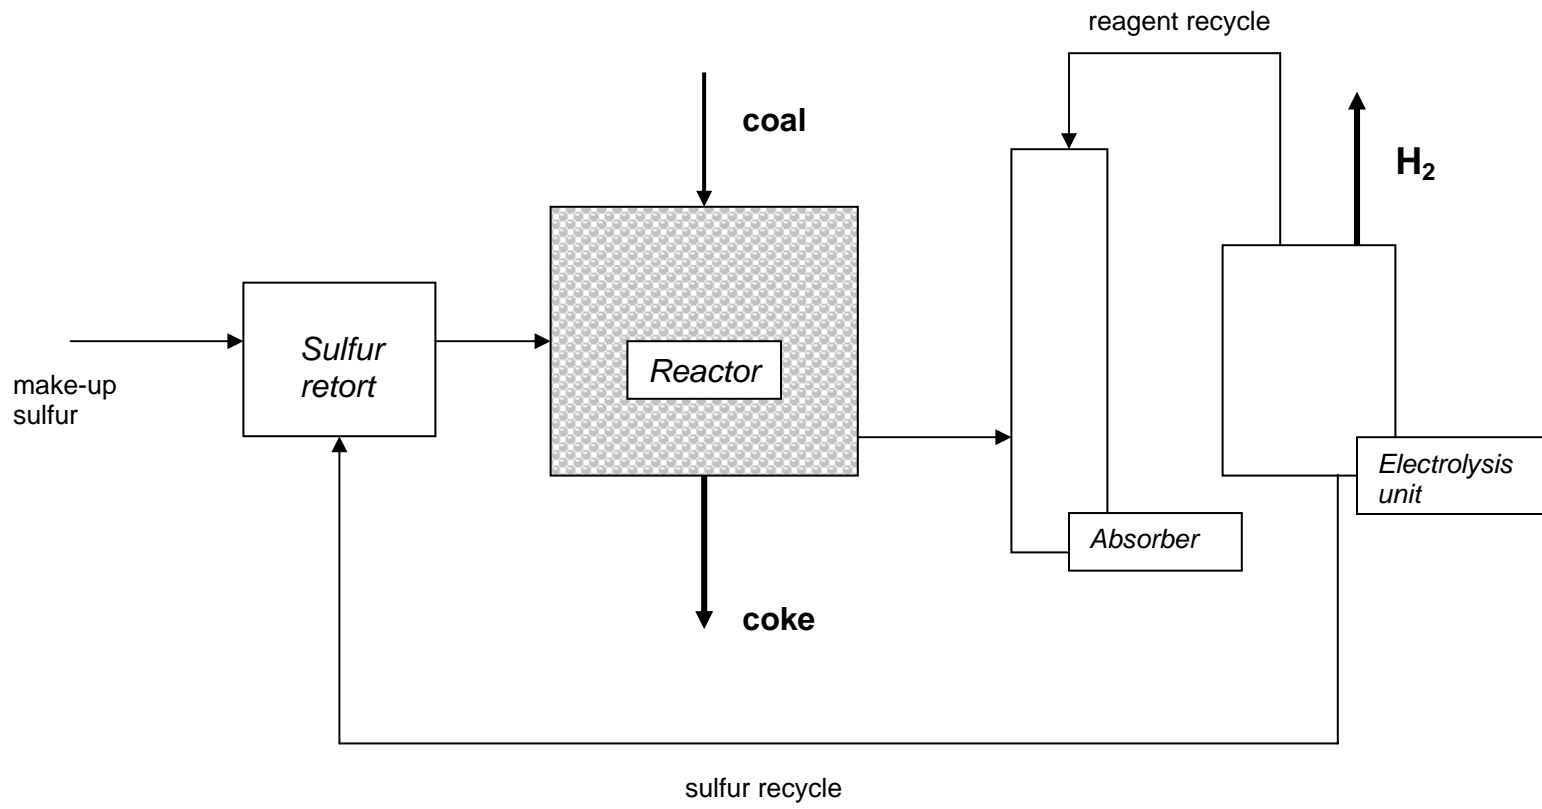 reagent recycle
coal
H₂
Sulfur
retort
Reactor
make-up
sulfur
Electrolysis
unit
Absorber
coke
sulfur recycle